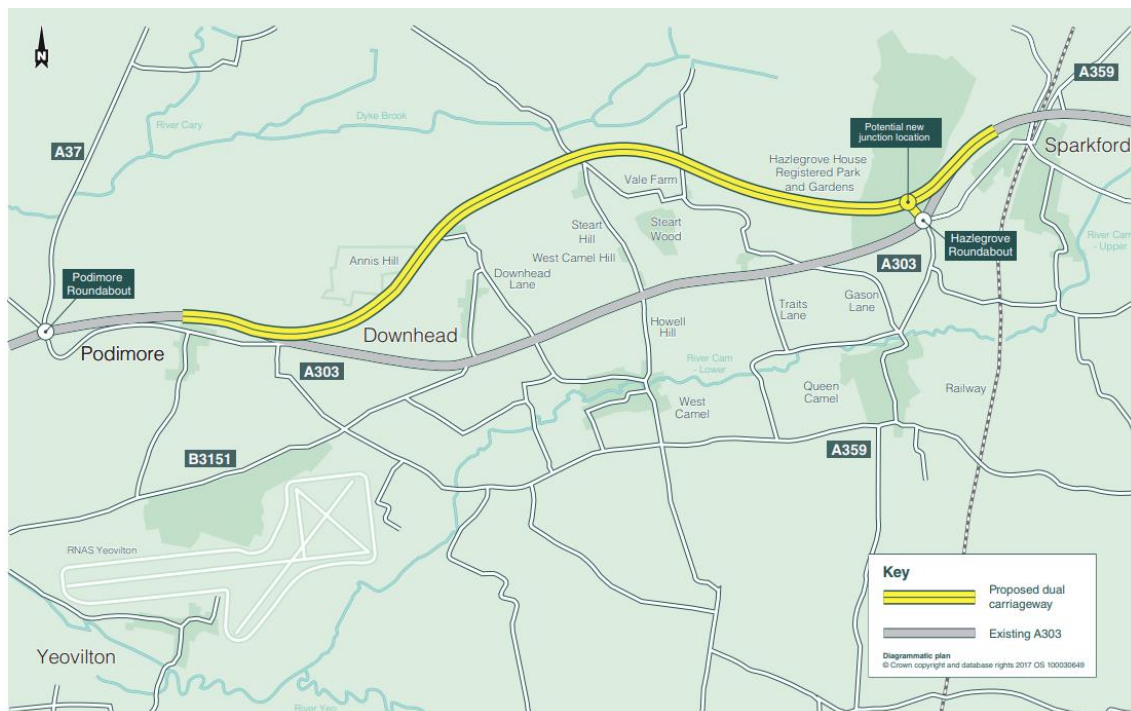 N
A359
River Cary
Dyke Brook
Potential new
junction location
A37
Sparkford
Hazlegrove House
Registered Park
and Gardens
Vale Farm
Steart
Hill
Steart
Wood
River Cam
- Upper
Hazlegrove
Roundabout
Annis Hill
West Camel Hill
A303
Podimore
Roundabout
Downhead
Lane
Traits
Lane
Gason
Lane
Howell
Hill
Downhead
Podimore
A303
River Cam
- Lower
Queen
Camel
Railway
West
Camel
A359
B3151
RNAS Yeovilton
Yeovilton
River Yeo
Key
Proposed dual
carriageway
Existing A303
Diagrammatic plan
© Crown copyright and database rights 2017 OS 100030649